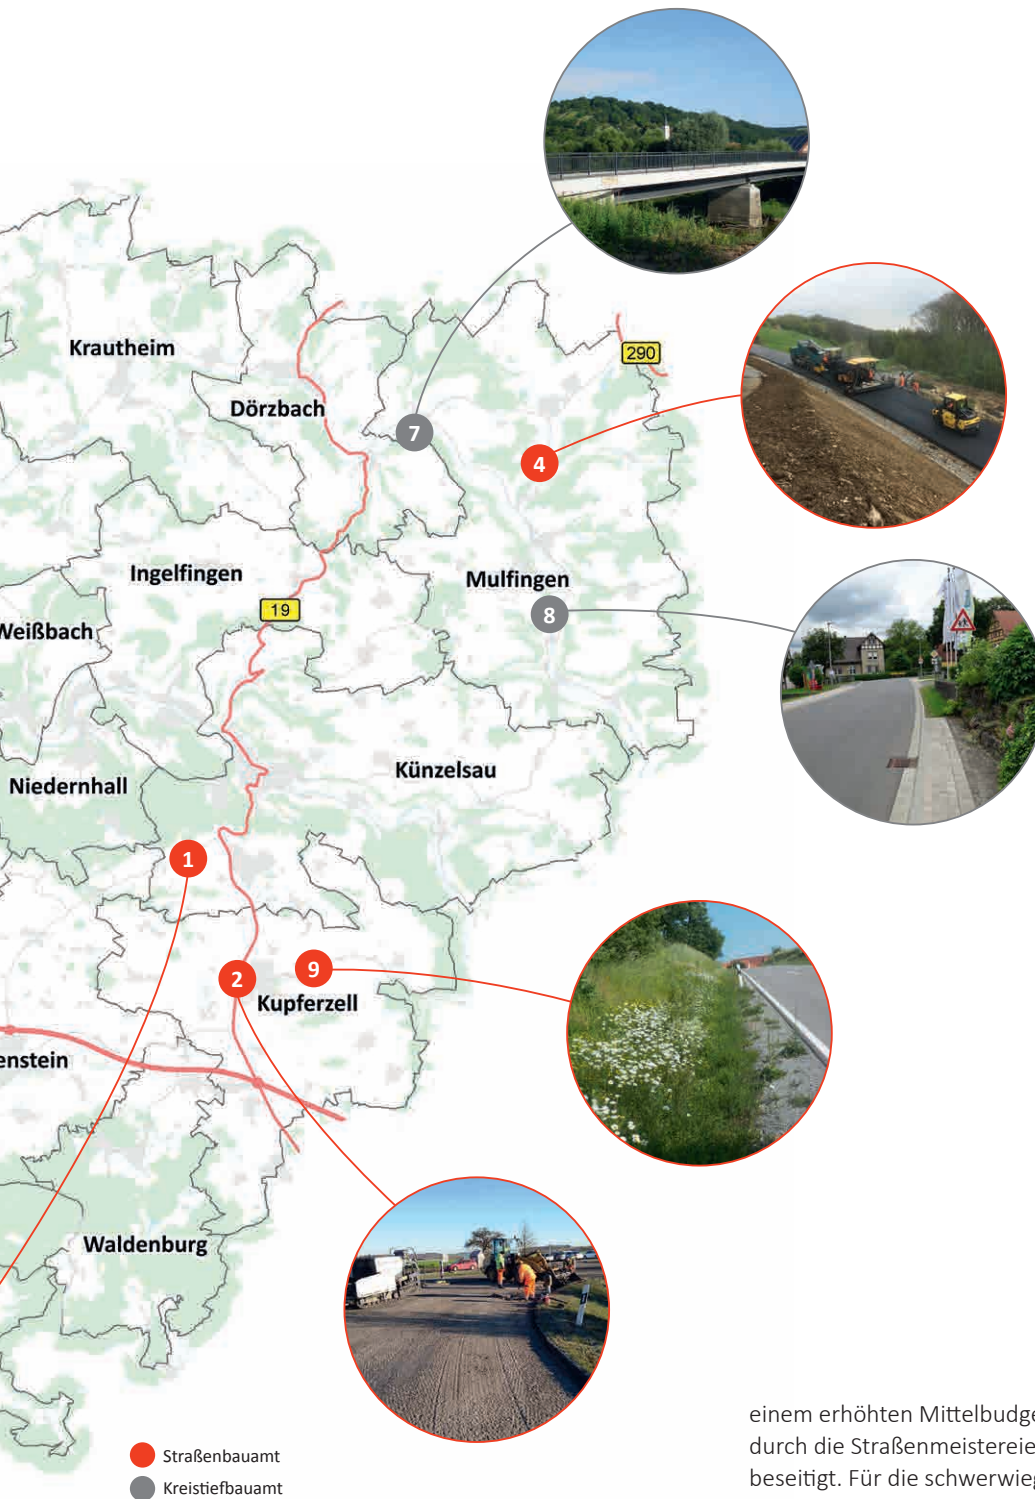 290
Krautheim
Dörzbach
7
4
Ingelfingen
Mulfingen
19
8
Weißbach
Künzelsau
Niedernhall
1
9
2
Kupferzell
enstein
Waldenburg
einem erhöhten Mittelbudge
durch die Straßenmeistereie
beseitigt. Für die schwerwieg
Straßenbauamt
Kreistiefbauamt